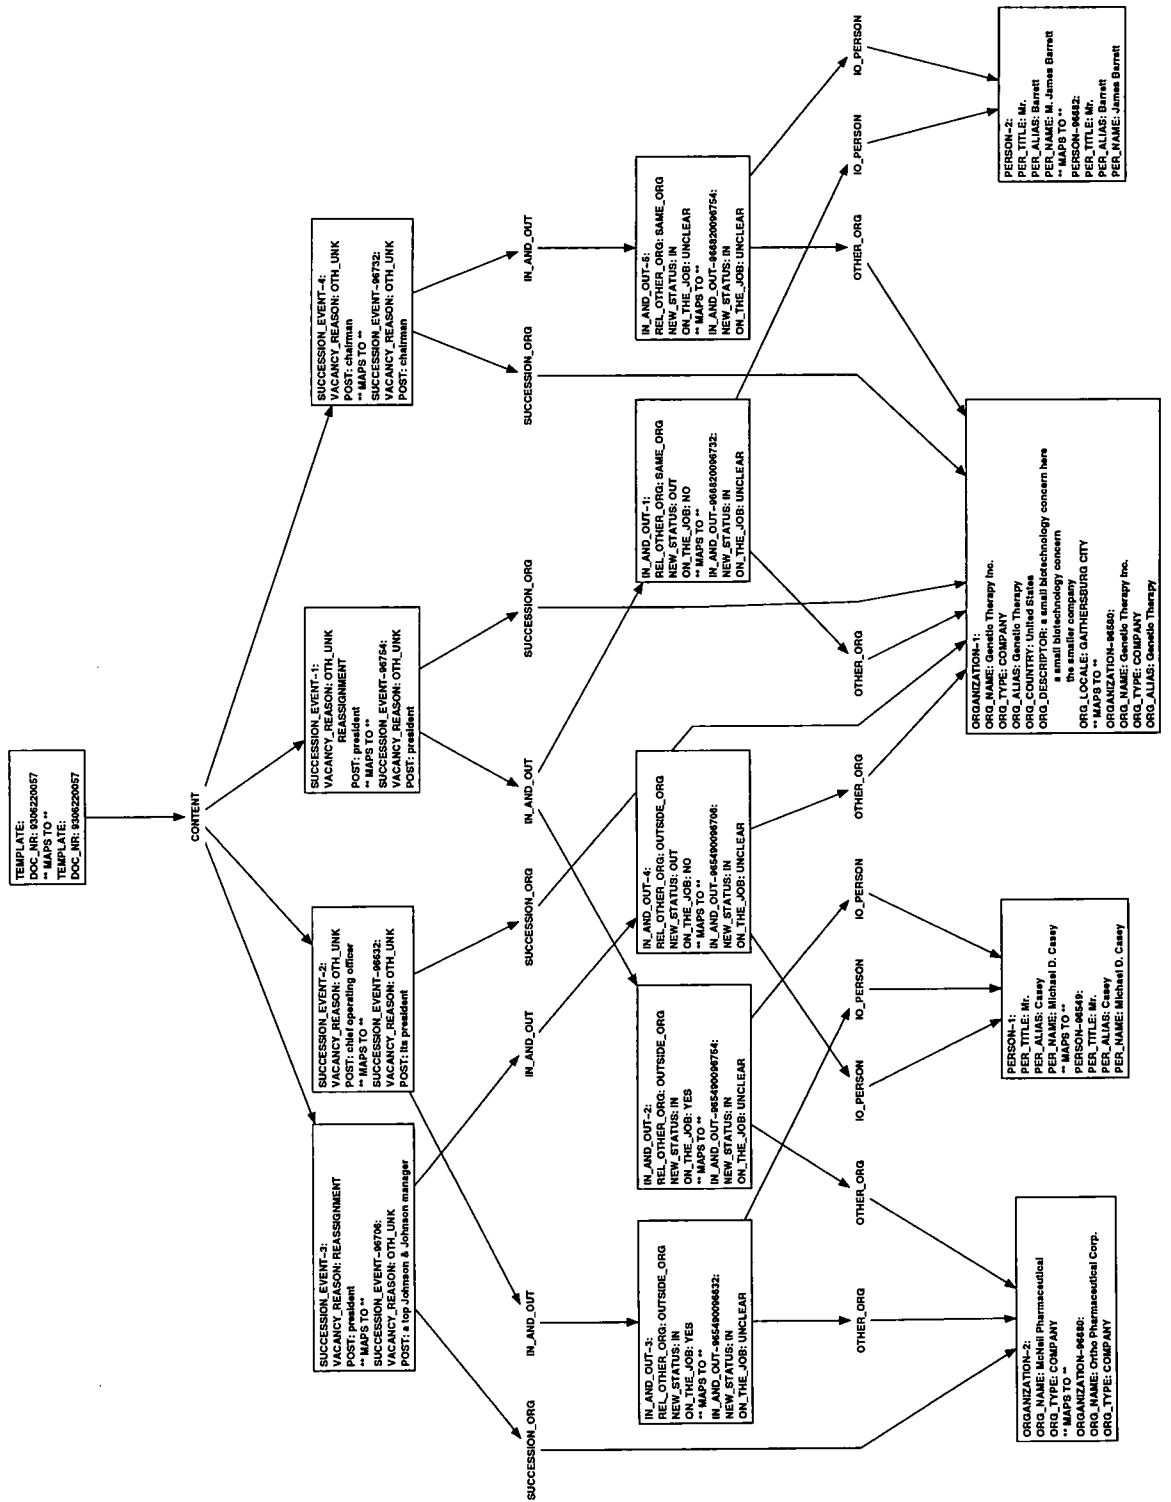 TEMPLATE:
DOC_NR: 9306220057
** MAPS TO **
TEMPLATE:
DOC_NR: 9306220057
CONTENT
SUCCESSION_EVENT-3:
VACANCY_REASON: REASSIGNMENT
POST: president
** MAPS TO **
SUCCESSION_EVENT-96706:
VACANCY_REASON: OTH_UNK
POST: a top Johnson & Johnson manager
SUCCESSION_EVENT-2:
VACANCY_REASON: OTH_UNK
POST: chief operating officer
** MAPS TO **
SUCCESSION_EVENT-96632:
VACANCY_REASON: OTH_UNK
POST: its president
SUCCESSION_EVENT-1:
VACANCY_REASON: OTH_UNK
REASSIGNMENT
POST: president
** MAPS TO **
SUCCESSION_EVENT-96754:
VACANCY_REASON: OTH_UNK
POST: president
SUCCESSION_EVENT-4:
VACANCY_REASON: OTH_UNK
POST: chairman
** MAPS TO **
SUCCESSION_EVENT-96732:
VACANCY_REASON: OTH_UNK
POST: chairman
SUCCESSION_ORG
IN_AND_OUT
IN_AND_OUT
SUCCESSION_ORG
IN_AND_OUT
SUCCESSION_ORG
SUCCESSION_ORG
IN_AND_OUT
IN_AND_OUT-3:
REL_OTHER_ORG: OUTSIDE_ORG
NEW_STATUS: IN
ON_THE_JOB: YES
** MAPS TO **
IN_AND_OUT-965490096632:
NEW_STATUS: IN
ON_THE_JOB: UNCLEAR
IN_AND_OUT-2:
REL_OTHER_ORG: OUTSIDE_ORG
NEW_STATUS: IN
ON_THE_JOB: YES
** MAPS TO **
IN_AND_OUT-965490096754:
NEW_STATUS: IN
ON_THE_JOB: UNCLEAR
IN_AND_OUT-4:
REL_OTHER_ORG: OUTSIDE_ORG
NEW_STATUS: OUT
ON_THE_JOB: NO
** MAPS TO **
IN_AND_OUT-965490096706:
NEW_STATUS: IN
ON_THE_JOB: UNCLEAR
IN_AND_OUT-1:
REL_OTHER_ORG: SAME_ORG
NEW_STATUS: OUT
ON_THE_JOB: NO
** MAPS TO **
IN_AND_OUT-966820096732:
NEW_STATUS: IN
ON_THE_JOB: UNCLEAR
IN_AND_OUT-5:
REL_OTHER_ORG: SAME_ORG
NEW_STATUS: IN
ON_THE_JOB: UNCLEAR
** MAPS TO **
IN_AND_OUT-966820096754:
NEW_STATUS: IN
ON_THE_JOB: UNCLEAR
OTHER_ORG
OTHER_ORG
IO_PERSON
IO_PERSON
IO_PERSON
OTHER_ORG
OTHER_ORG
OTHER_ORG
IO_PERSON
IO_PERSON
ORGANIZATION-2:
ORG_NAME: McNeil Pharmaceutical
ORG_TYPE: COMPANY
** MAPS TO **
ORGANIZATION-96680:
ORG_NAME: Ortho Pharmaceutical Corp.
ORG_TYPE: COMPANY
PERSON-1:
PER_TITLE: Mr.
PER_ALIAS: Casey
PER_NAME: Michael D. Casey
** MAPS TO **
PERSON-96549:
PER_TITLE: Mr.
PER_ALIAS: Casey
PER_NAME: Michael D. Casey
ORGANIZATION-1:
ORG_NAME: Genetic Therapy Inc.
ORG_TYPE: COMPANY
ORG_ALIAS: Genetic Therapy
ORG_COUNTRY: United States
ORG_DESCRIPTOR: a small biotechnology concern here
a small biotechnology concern
the smaller company
ORG_LOCALE: GAITHERSBURG CITY
** MAPS TO **
ORGANIZATION-96580:
ORG_NAME: Genetic Therapy Inc.
ORG_TYPE: COMPANY
ORG_ALIAS: Genetic Therapy
PERSON-2:
PER_TITLE: Mr.
PER_ALIAS: Barrett
PER_NAME: M. James Barrett
** MAPS TO **
PERSON-96682:
PER_TITLE: Mr.
PER_ALIAS: Barrett
PER_NAME: James Barrett